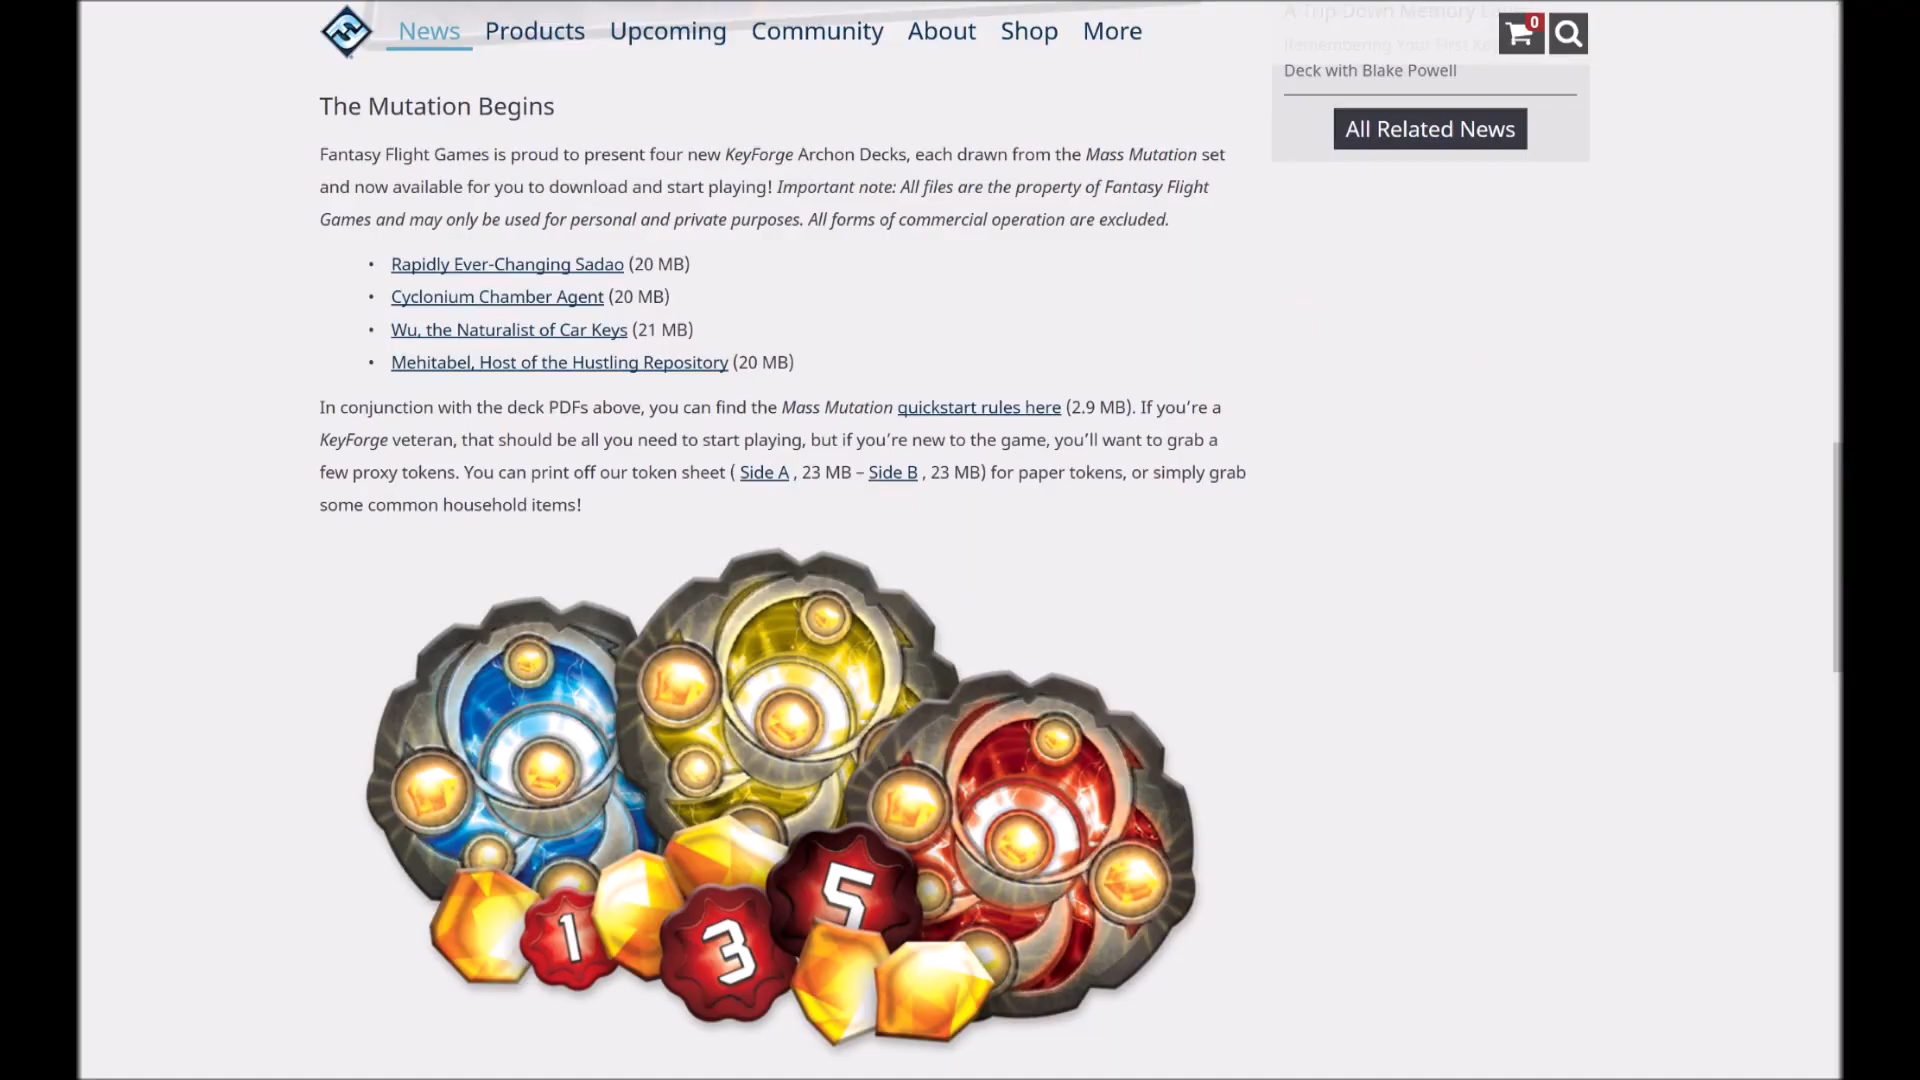 News Products Upcoming Community About Shop More
0
A Trip Down Memory Lane
Remembering Your First
Deck with Blake Powell
All Related News
The Mutation Begins
Fantasy Flight Games is proud to present four new KeyForge Archon Decks, each drawn from the Mass Mutation set
and now available for you to download and start playing! Important note: All files are the property of Fantasy Flight
Games and may only be used for personal and private purposes. All forms of commercial operation are excluded.
• Rapidly Ever-Changing Sadao (20 MB)
• Cyclonium Chamber Agent (20 MB)
• Wu, the Naturalist of Car Keys (21 MB)
• Mehitabel, Host of the Hustling Repository (20 MB)
In conjunction with the deck PDFs above, you can find the Mass Mutation quickstart rules here (2.9 MB). If you’re a
KeyForge veteran, that should be all you need to start playing, but if you’re new to the game, you’ll want to grab a
few proxy tokens. You can print off our token sheet ( Side A , 23 MB – Side B , 23 MB) for paper tokens, or simply grab
some common household items!
1
3
5